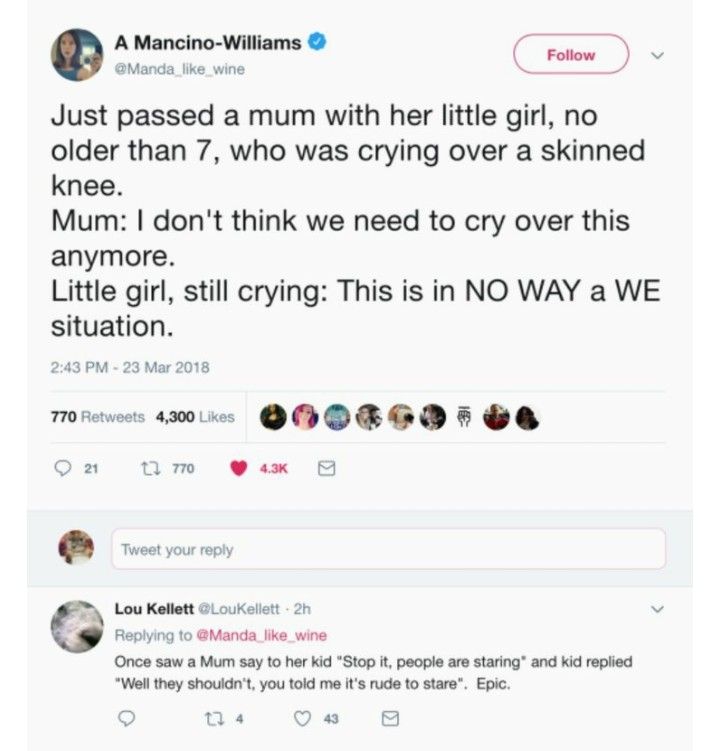 A Mancino-Williams
@Manda_like_wine
Follow
Just passed a mum with her little girl, no
older than 7, who was crying over a skinned
knee.
Mum: I don't think we need to cry over this
anymore.
Little girl, still crying: This is in NO WAY a WE
situation.
2:43 PM - 23 Mar 2018
770 Retweets 4,300 Likes
21 770 4.3K
Tweet your reply
Lou Kellett @LouKellett · 2h
Replying to @Manda_like_wine
Once saw a Mum say to her kid "Stop it, people are staring" and kid replied
"Well they shouldn't, you told me it's rude to stare". Epic.
4 43